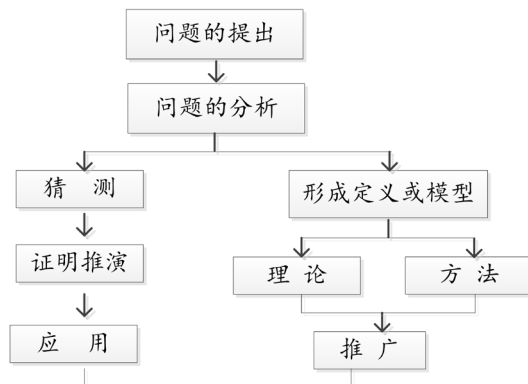 问题的提出
问题的分析
猜 测
形成定义或模型
证明推演
理 论
方 法
应 用
推 广